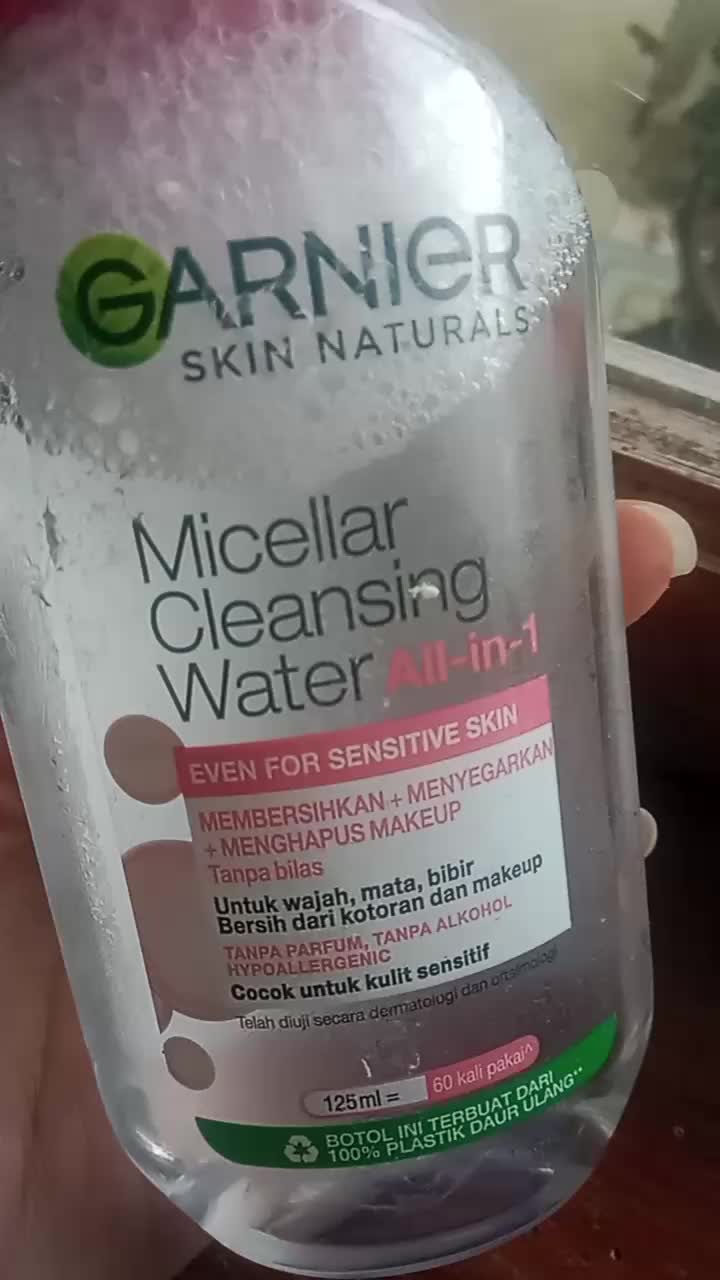 GARNIER
SKIN NATURALS
Micellar
Cleansing
Water All-in-1
EVEN FOR SENSITIVE SKIN
MEMBERSIHKAN + MENYEGARKAN
+ MENGHAPUS MAKEUP
Tanpa bilas
Untuk wajah, mata, bibir
Bersih dari kotoran dan makeup
TANPA PARFUM, TANPA ALKOHOL
HYPOALLERGENIC
Cocok untuk kulit sensitif
Telah diuji secara dermatologi dan oftalmologi
125ml = 60 kali pakai^
BOTOL INI TERBUAT DARI
100% PLASTIK DAUR ULANG**